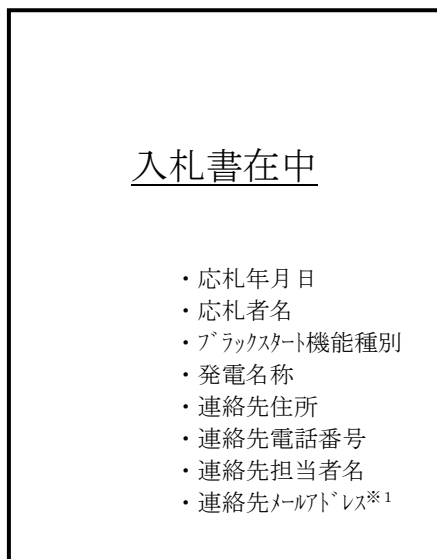 入札書在中
・応札年月日
・応札者名
・ブラックスタート機能種別
・発電名称
・連絡先住所
・連絡先電話番号
・連絡先担当者名
・連絡先メールアドレス※1